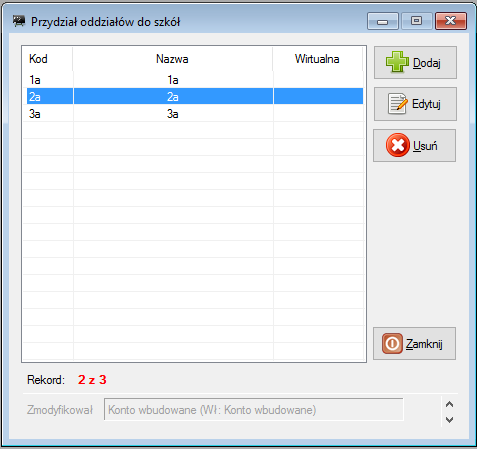 Przydział oddziałów do szkół
Kod Nazwa Wirtualna
1a 1a
2a 2a
3a 3a
Dodaj
Edytuj
Usuń
Zamknij
Rekord: 2 z 3
Zmodyfikował Konto wbudowane (Wł: Konto wbudowane)